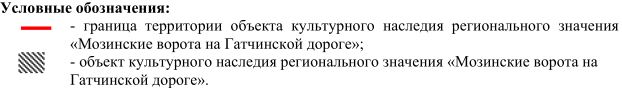 Условные обозначения:
- граница территории объекта культурного наследия регионального значения
«Мозинские ворота на Гатчинской дороге»;
- объект культурного наследия регионального значения «Мозинские ворота на
Гатчинской дороге».